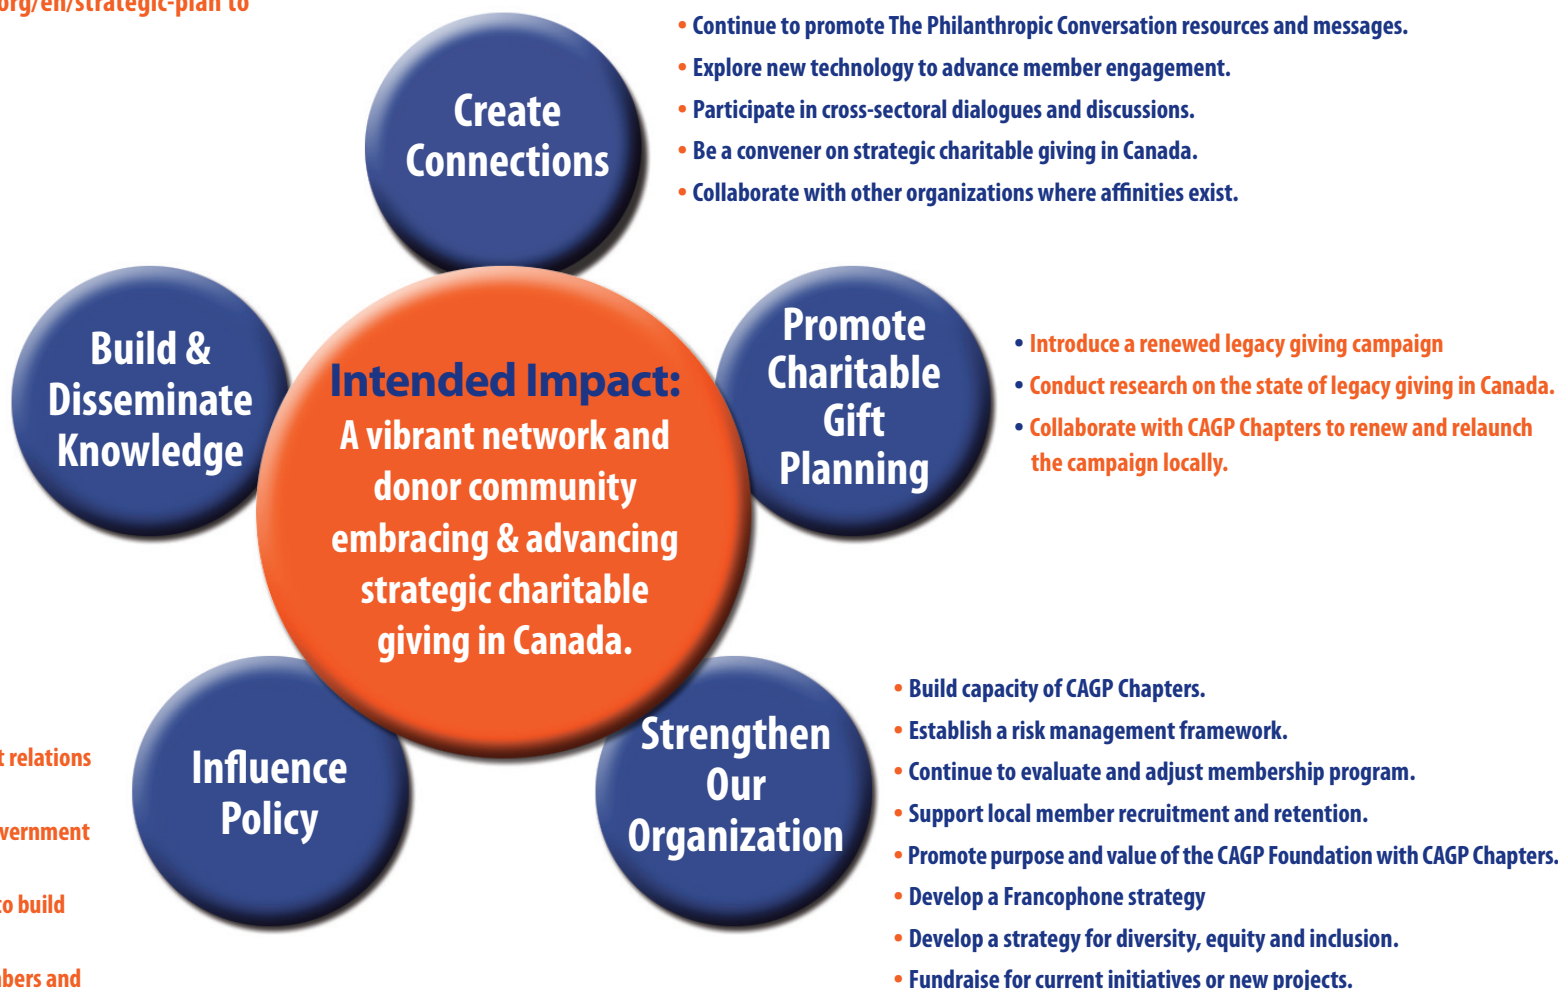 org/en/strategic-plan to
Create
Connections
• Continue to promote The Philanthropic Conversation resources and messages.
• Explore new technology to advance member engagement.
• Participate in cross-sectoral dialogues and discussions.
• Be a convener on strategic charitable giving in Canada.
• Collaborate with other organizations where affinities exist.
Build &
Disseminate
Knowledge
Intended Impact:
A vibrant network and
donor community
embracing & advancing
strategic charitable
giving in Canada.
Promote
Charitable
Gift
Planning
• Introduce a renewed legacy giving campaign
• Conduct research on the state of legacy giving in Canada.
• Collaborate with CAGP Chapters to renew and relaunch
the campaign locally.
relations
to build
and
Influence
Policy
Strengthen
Our
Organization
• Build capacity of CAGP Chapters.
• Establish a risk management framework.
• Continue to evaluate and adjust membership program.
• Support local member recruitment and retention.
• Promote purpose and value of the CAGP Foundation with CAGP Chapters.
• Develop a Francophone strategy
• Develop a strategy for diversity, equity and inclusion.
• Fundraise for current initiatives or new projects.